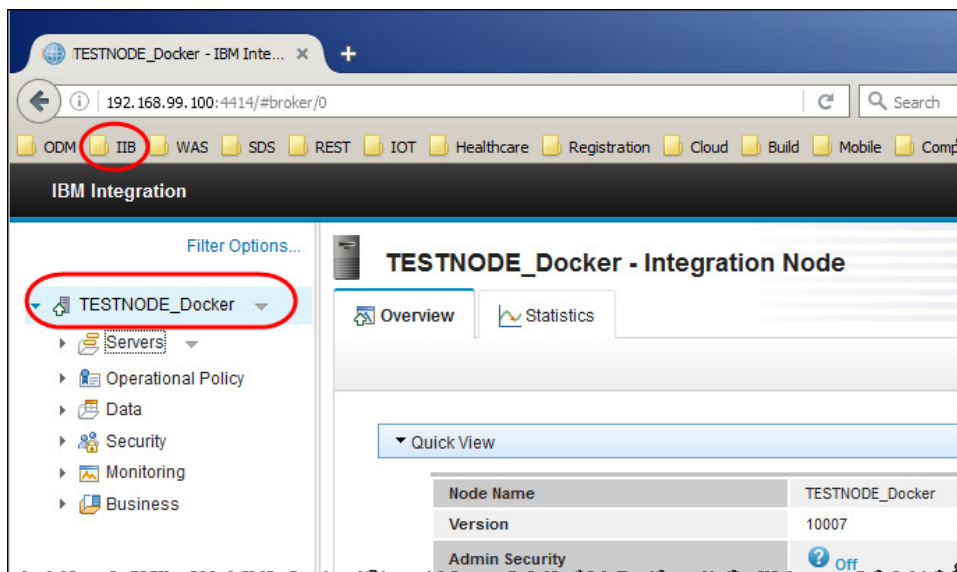 TESTNODE_Docker - IBM Inte... ×
192.168.99.100:4414/#broker/0
Search
ODM IIB WAS SDS REST IOT Healthcare Registration Cloud Build Mobile
IBM Integration
Filter Options...
TESTNODE_Docker - Integration Node
TESTNODE_Docker
Overview Statistics
Servers
Operational Policy
Data
Security
Monitoring
Business
Quick View
Node Name TESTNODE_Docker
Version 10007
Admin Security Off